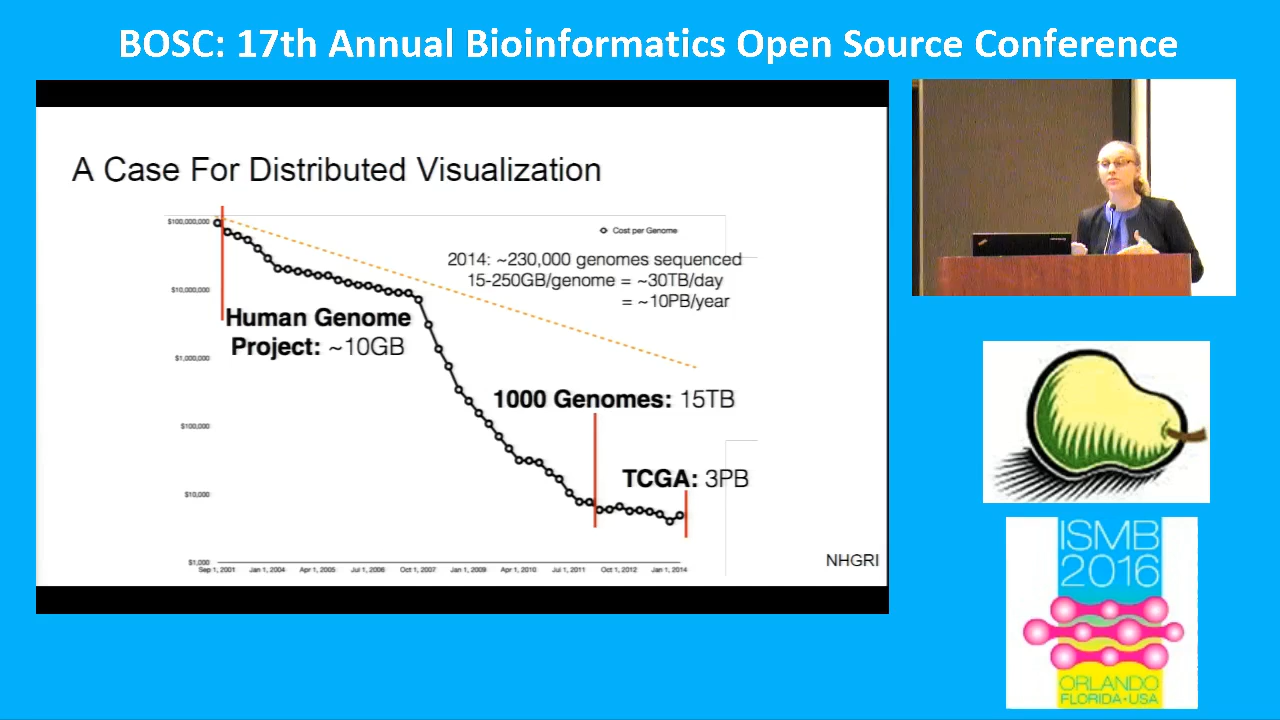 BOSC: 17th Annual Bioinformatics Open Source Conference
A Case For Distributed Visualization
$100,000,000
$10,000,000
$1,000,000
$100,000
$10,000
$1,000
Cost per Genome
2014: ~230,000 genomes sequenced
15-250GB/genome = ~30TB/day
= ~10PB/year
Human Genome
Project: ~10GB
1000 Genomes: 15TB
TCGA: 3PB
Sep 1, 2001 Jan 1, 2004 Apr 1, 2005 Jul 1, 2006 Oct 1, 2007 Jan 1, 2009 Apr 1, 2010 Jul 1, 2011 Oct 1, 2012 Jan 1, 2014
NHGRI
ISMB
2016
ORLANDO
FLORIDA•USA